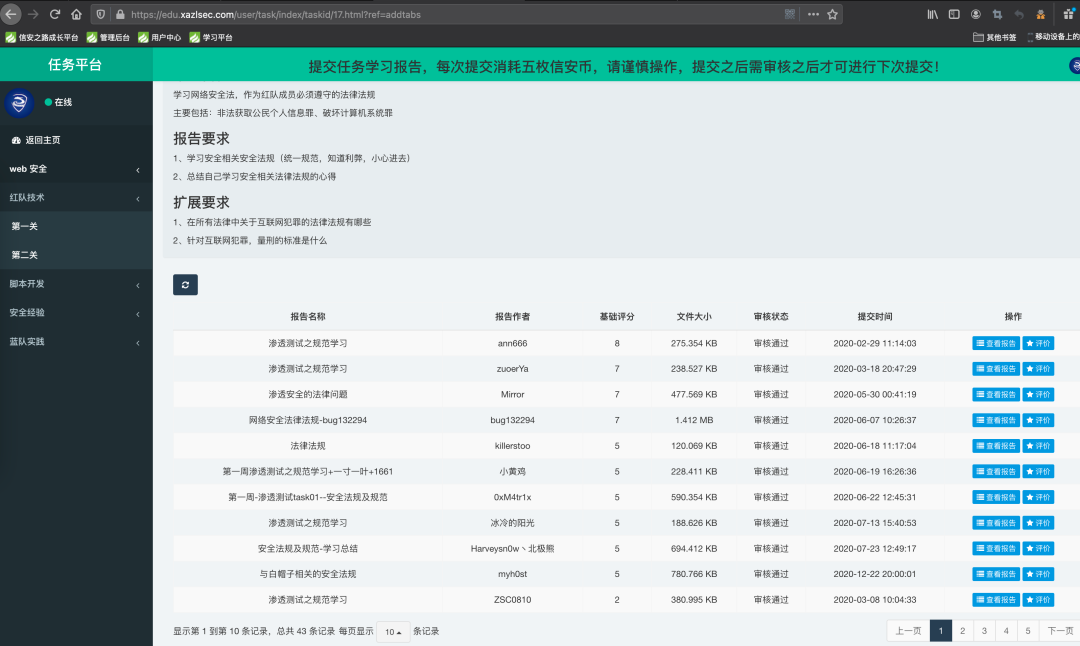 https://edu.xazlsec.com/user/task/index/taskid/17.html?ref=addtabs
信安之路成长平台 管理后台 用户中心 学习平台 其他书签 移动设备上的
任务平台
提交任务学习报告，每次提交消耗五枚信安币，请谨慎操作，提交之后需审核之后才可进行下次提交！
在线
返回主页
web 安全
红队技术
第一关
第二关
脚本开发
安全经验
蓝队实践
学习网络安全法，作为红队成员必须遵守的法律法规
主要包括：非法获取公民个人信息罪、破坏计算机系统罪
报告要求
1、学习安全相关安全法规（统一规范，知道利弊，小心进去）
2、总结自己学习安全相关法律法规的心得
扩展要求
1、在所有法律中关于互联网犯罪的法律法规有哪些
2、针对互联网犯罪，量刑的标准是什么
报告名称 报告作者 基础评分 文件大小 审核状态 提交时间 操作
渗透测试之规范学习 ann666 8 275.354 KB 审核通过 2020-02-29 11:14:03 查看报告 评价
渗透测试之规范学习 zuoerYa 7 238.527 KB 审核通过 2020-03-18 20:47:29 查看报告 评价
渗透安全的法律问题 Mirror 7 477.569 KB 审核通过 2020-05-30 00:41:19 查看报告 评价
网络安全法律法规-bug132294 bug132294 7 1.412 MB 审核通过 2020-06-07 10:26:37 查看报告 评价
法律法规 killerstoo 5 120.069 KB 审核通过 2020-06-18 11:17:04 查看报告 评价
第一周渗透测试之规范学习+一寸一叶+1661 小黄鸡 5 228.411 KB 审核通过 2020-06-19 16:26:36 查看报告 评价
第一周-渗透测试task01--安全法规及规范 0xM4tr1x 5 590.354 KB 审核通过 2020-06-22 12:45:31 查看报告 评价
渗透测试之规范学习 冰冷的阳光 5 188.626 KB 审核通过 2020-07-13 15:40:53 查看报告 评价
安全法规及规范-学习总结 Harveysn0w丶北极熊 5 694.412 KB 审核通过 2020-07-23 12:49:17 查看报告 评价
与白帽子相关的安全法规 myh0st 5 780.766 KB 审核通过 2020-12-22 20:00:01 查看报告 评价
渗透测试之规范学习 ZSC0810 2 380.995 KB 审核通过 2020-03-08 10:04:33 查看报告 评价
显示第 1 到第 10 条记录，总共 43 条记录 每页显示 10 条记录 上一页 1 2 3 4 5 下一页